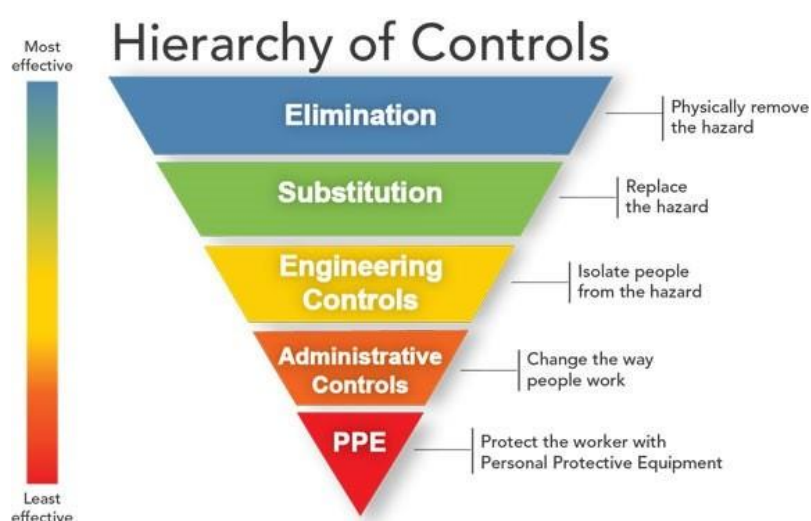 Hierarchy of Controls
Most
effective
Elimination
Physically remove
the hazard
Substitution
Replace
the hazard
Engineering
Controls
Isolate people
from the hazard
Administrative
Controls
Change the way
people work
PPE
Protect the worker with
Personal Protective Equipment
Least
effective